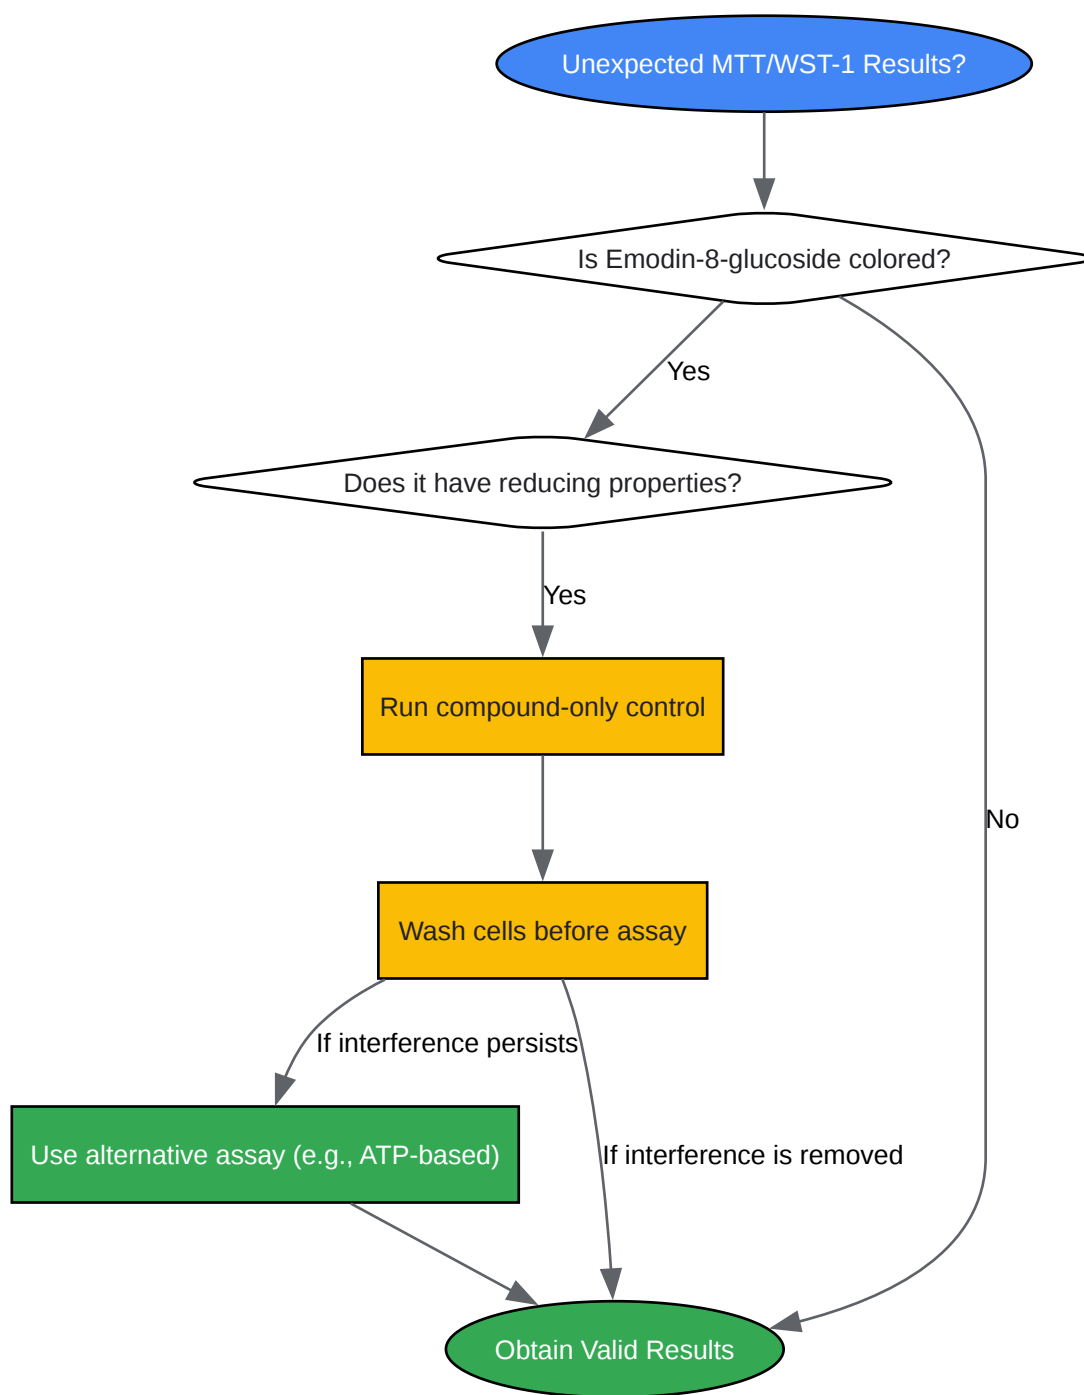 Unexpected MTT/WST-1 Results?
Is Emodin-8-glucoside colored?
Yes
Does it have reducing properties?
Yes
Run compound-only control
No
Wash cells before assay
If interference persists
Use alternative assay (e.g., ATP-based)
If interference is removed
Obtain Valid Results